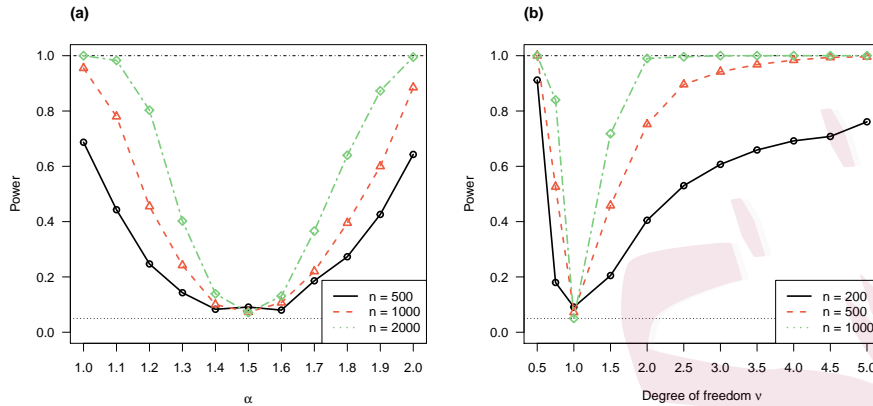 (a)
Power
1.0
0.8
0.6
0.4
0.2
0.0
1.0 1.1 1.2 1.3 1.4 1.5 1.6 1.7 1.8 1.9 2.0
α
n = 500
n = 1000
n = 2000
(b)
Power
1.0
0.8
0.6
0.4
0.2
0.0
0.5 1.0 1.5 2.0 2.5 3.0 3.5 4.0 4.5 5.0
Degree of freedom ν
n = 200
n = 500
n = 1000